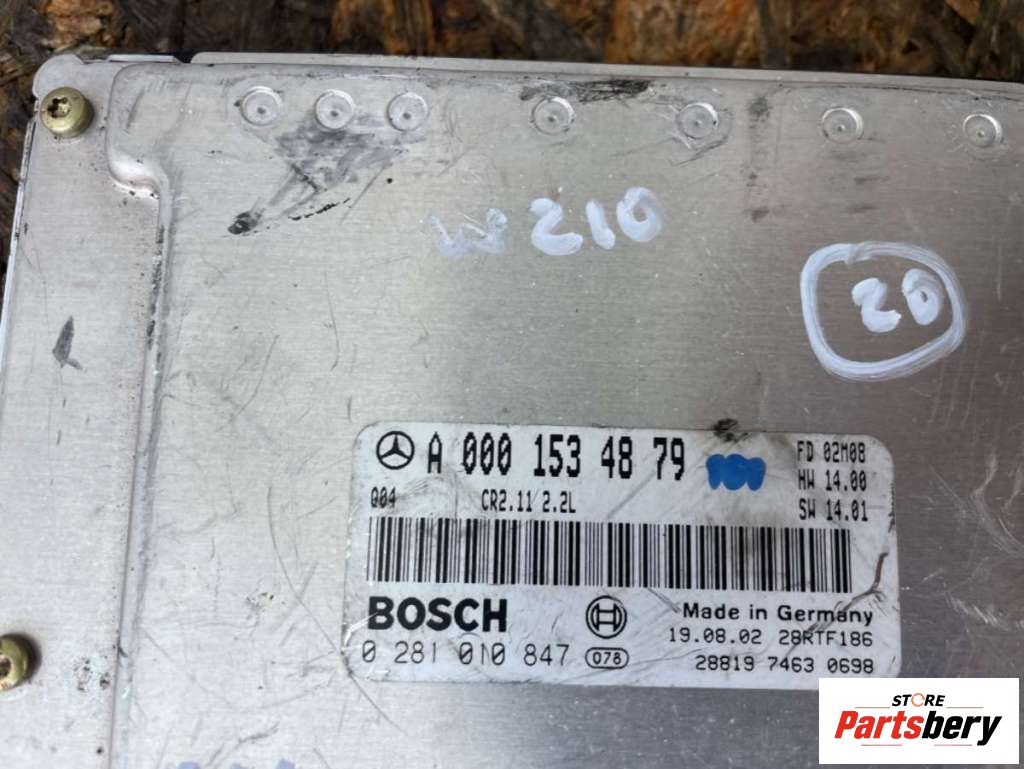 W210
20
A 000 153 48 79
FD 02M08
HW 14.00
Q04 CR2.11 2.2L
SW 14.01
BOSCH
Made in Germany
19.08.02 28RTF186
0 281 010 847 078
28819 7463 0698
STORE
Partsbery